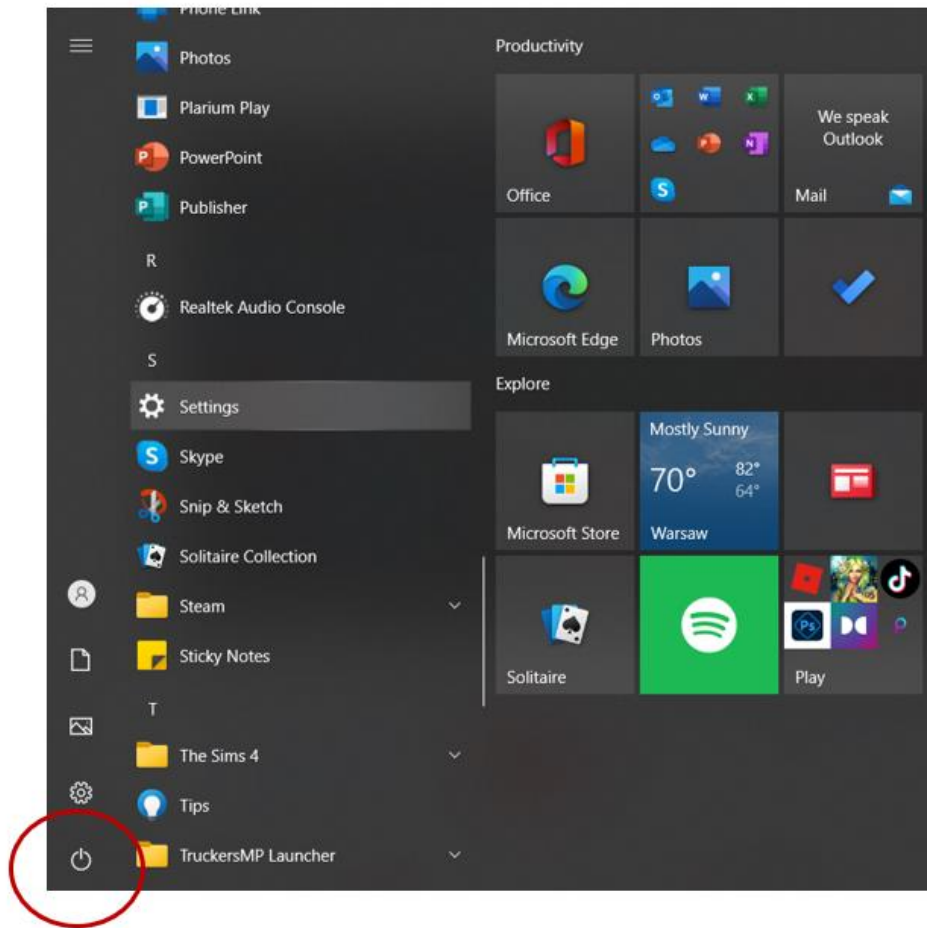 Phone Link
Photos
Plarium Play
PowerPoint
Publisher
R
Realtek Audio Console
S
Settings
Skype
Snip & Sketch
Solitaire Collection
Steam
Sticky Notes
T
The Sims 4
Tips
TruckersMP Launcher
Productivity
Office
We speak
Outlook
Mail
Microsoft Edge
Photos
Explore
Microsoft Store
Mostly Sunny
70°
82°
64°
Warsaw
Solitaire
Play